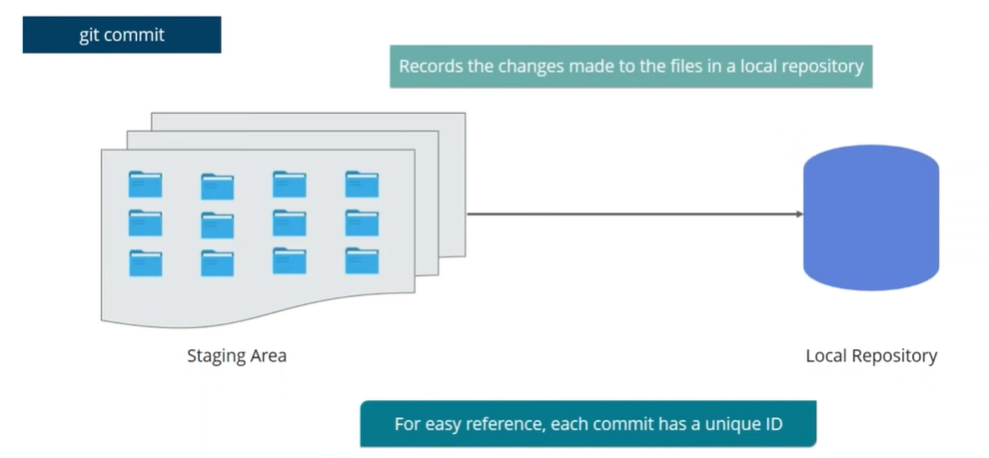 git commit
Records the changes made to the files in a local repository
Staging Area
Local Repository
For easy reference, each commit has a unique ID